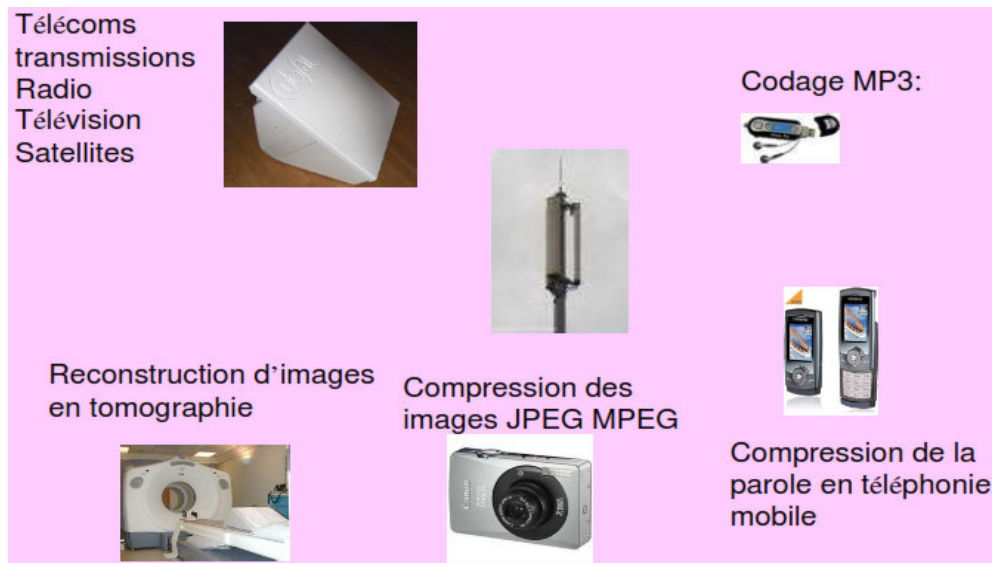 Télécoms
transmissions
Radio
Télévision
Satellites
Codage MP3:
Reconstruction d’images
en tomographie
Compression des
images JPEG MPEG
Canon
Compression de la
parole en téléphonie
mobile